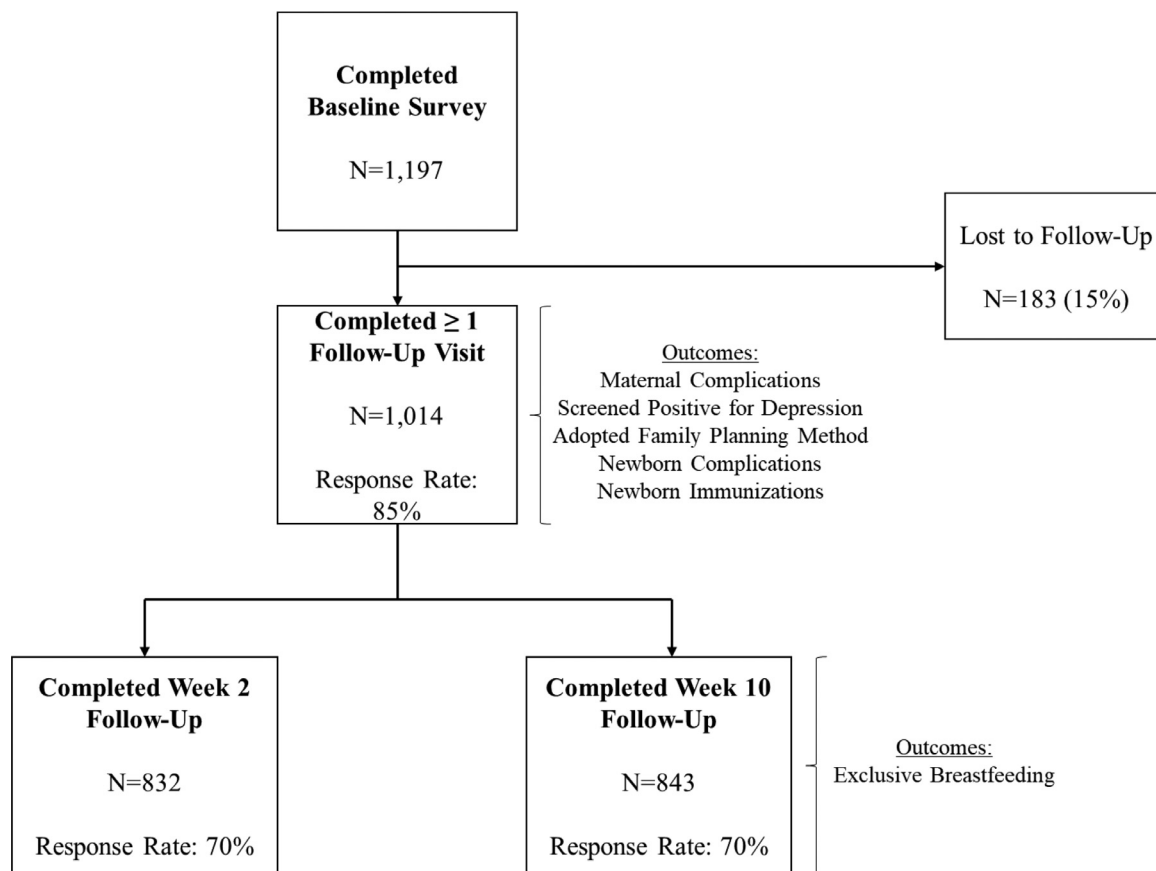 Completed
Baseline Survey
N=1,197
Lost to Follow-Up
N=183 (15%)
Completed ≥ 1
Follow-Up Visit
N=1,014
Response Rate:
85%
Outcomes:
Maternal Complications
Screened Positive for Depression
Adopted Family Planning Method
Newborn Complications
Newborn Immunizations
Completed Week 2
Follow-Up
N=832
Response Rate: 70%
Completed Week 10
Follow-Up
N=843
Response Rate: 70%
Outcomes:
Exclusive Breastfeeding